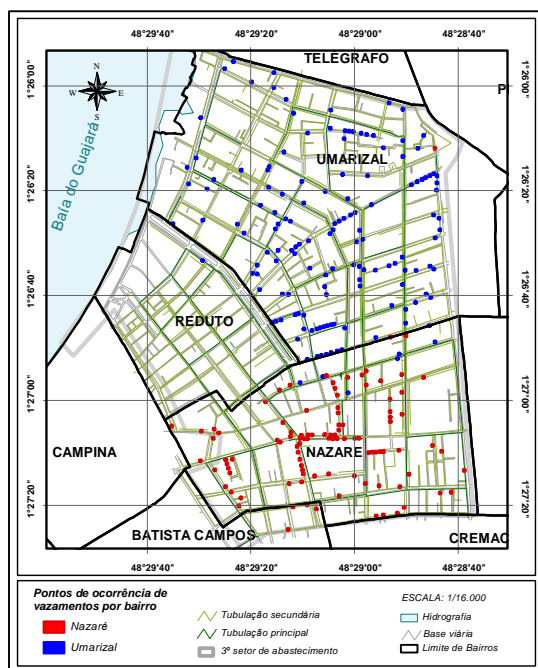 48°29'40" 48°29'20" 48°29'00" 48°28'40"
TELEGRAFO
1°26'00" 1°26'00"
P
N
W E
S
UMARIZAL
Baía do Guajará
1°26'20" 1°26'20"
1°26'40" 1°26'40"
REDUTO
1°27'00" 1°27'00"
CAMPINA
NAZARE
1°27'20" 1°27'20"
BATISTA CAMPOS
CREMAÇ
48°29'40" 48°29'20" 48°29'00" 48°28'40"
Pontos de ocorrência de
vazamentos por bairro
Nazaré
Umarizal
Tubulação secundária
Tubulação principal
3º setor de abastecimento
ESCALA: 1/16.000
Hidrografia
Base viária
Limite de Bairros